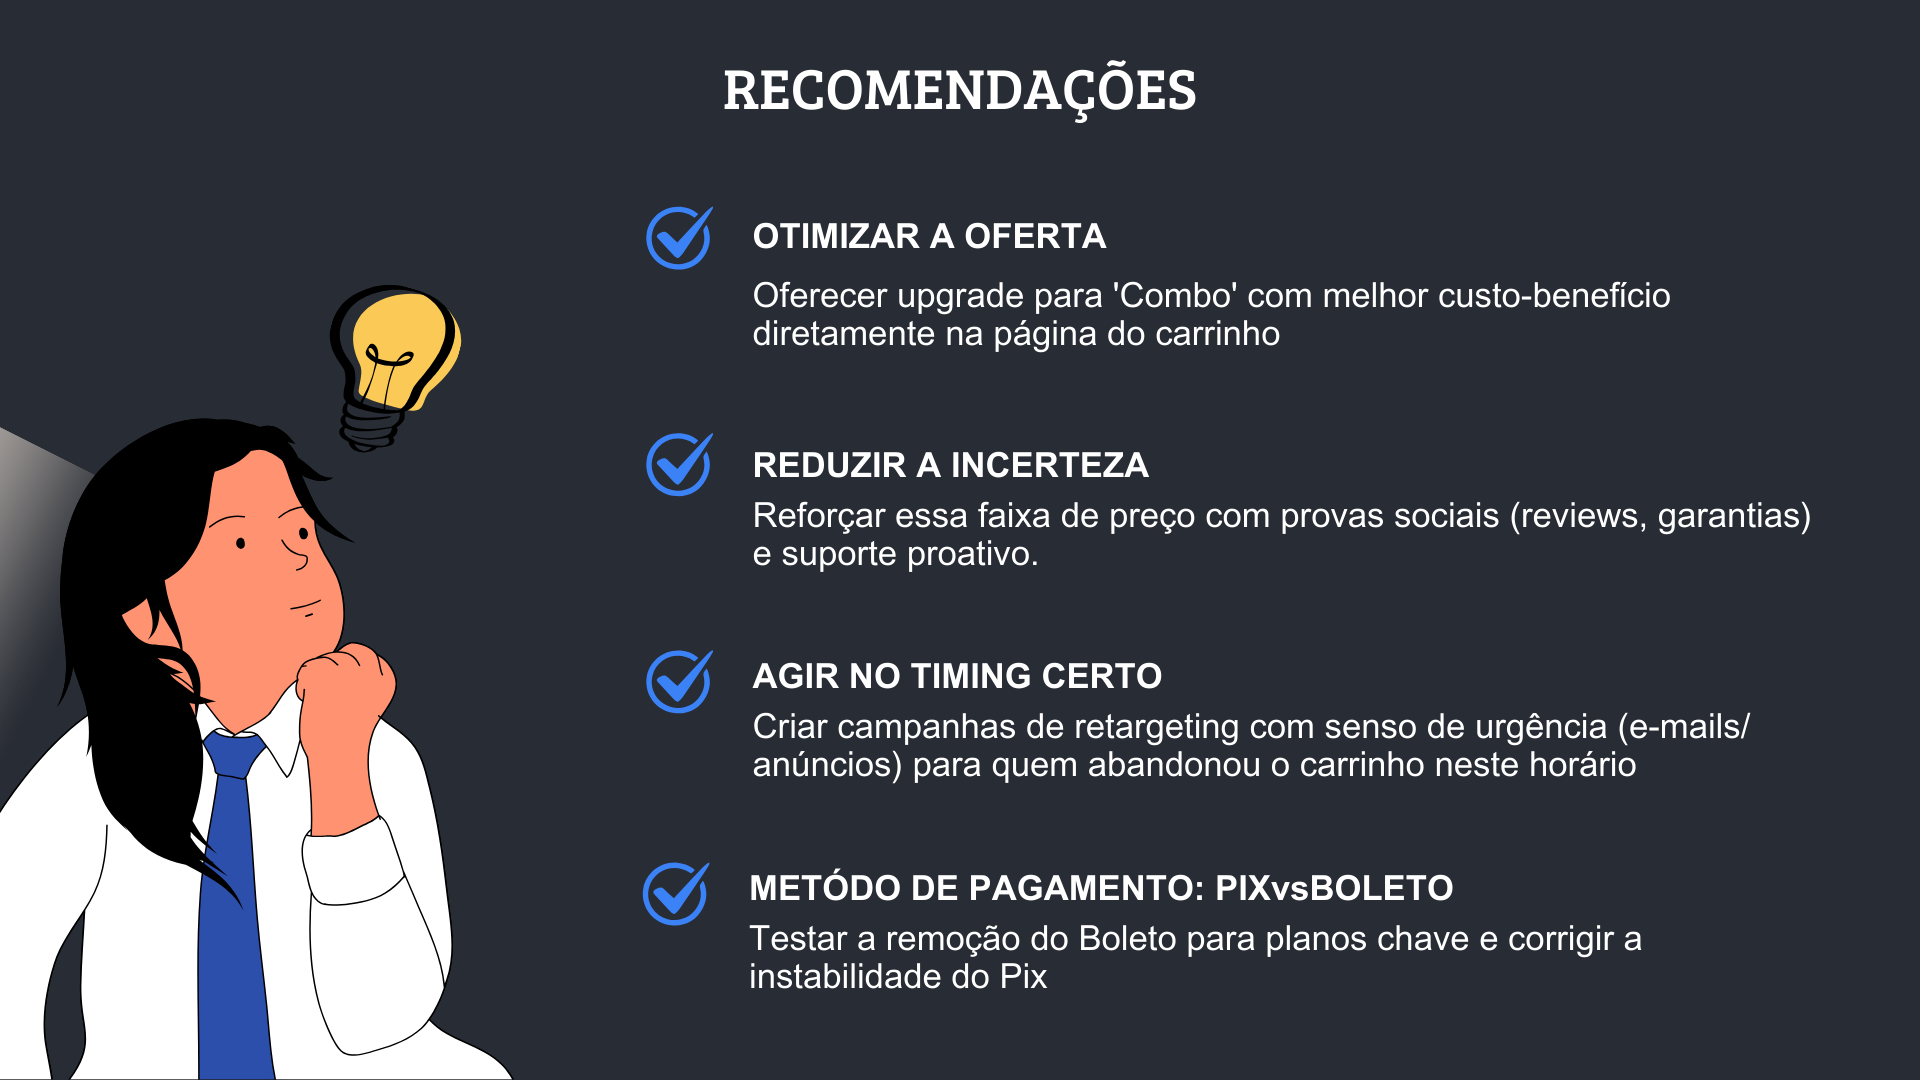 RECOMENDAÇÕES
OTIMIZAR A OFERTA
Oferecer upgrade para 'Combo' com melhor custo-benefício
diretamente na página do carrinho
REDUZIR A INCERTEZA
Reforçar essa faixa de preço com provas sociais (reviews, garantias)
e suporte proativo.
AGIR NO TIMING CERTO
Criar campanhas de retargeting com senso de urgência (e-mails/
anúncios) para quem abandonou o carrinho neste horário
METÓDO DE PAGAMENTO: PIXvsBOLETO
Testar a remoção do Boleto para planos chave e corrigir a
instabilidade do Pix